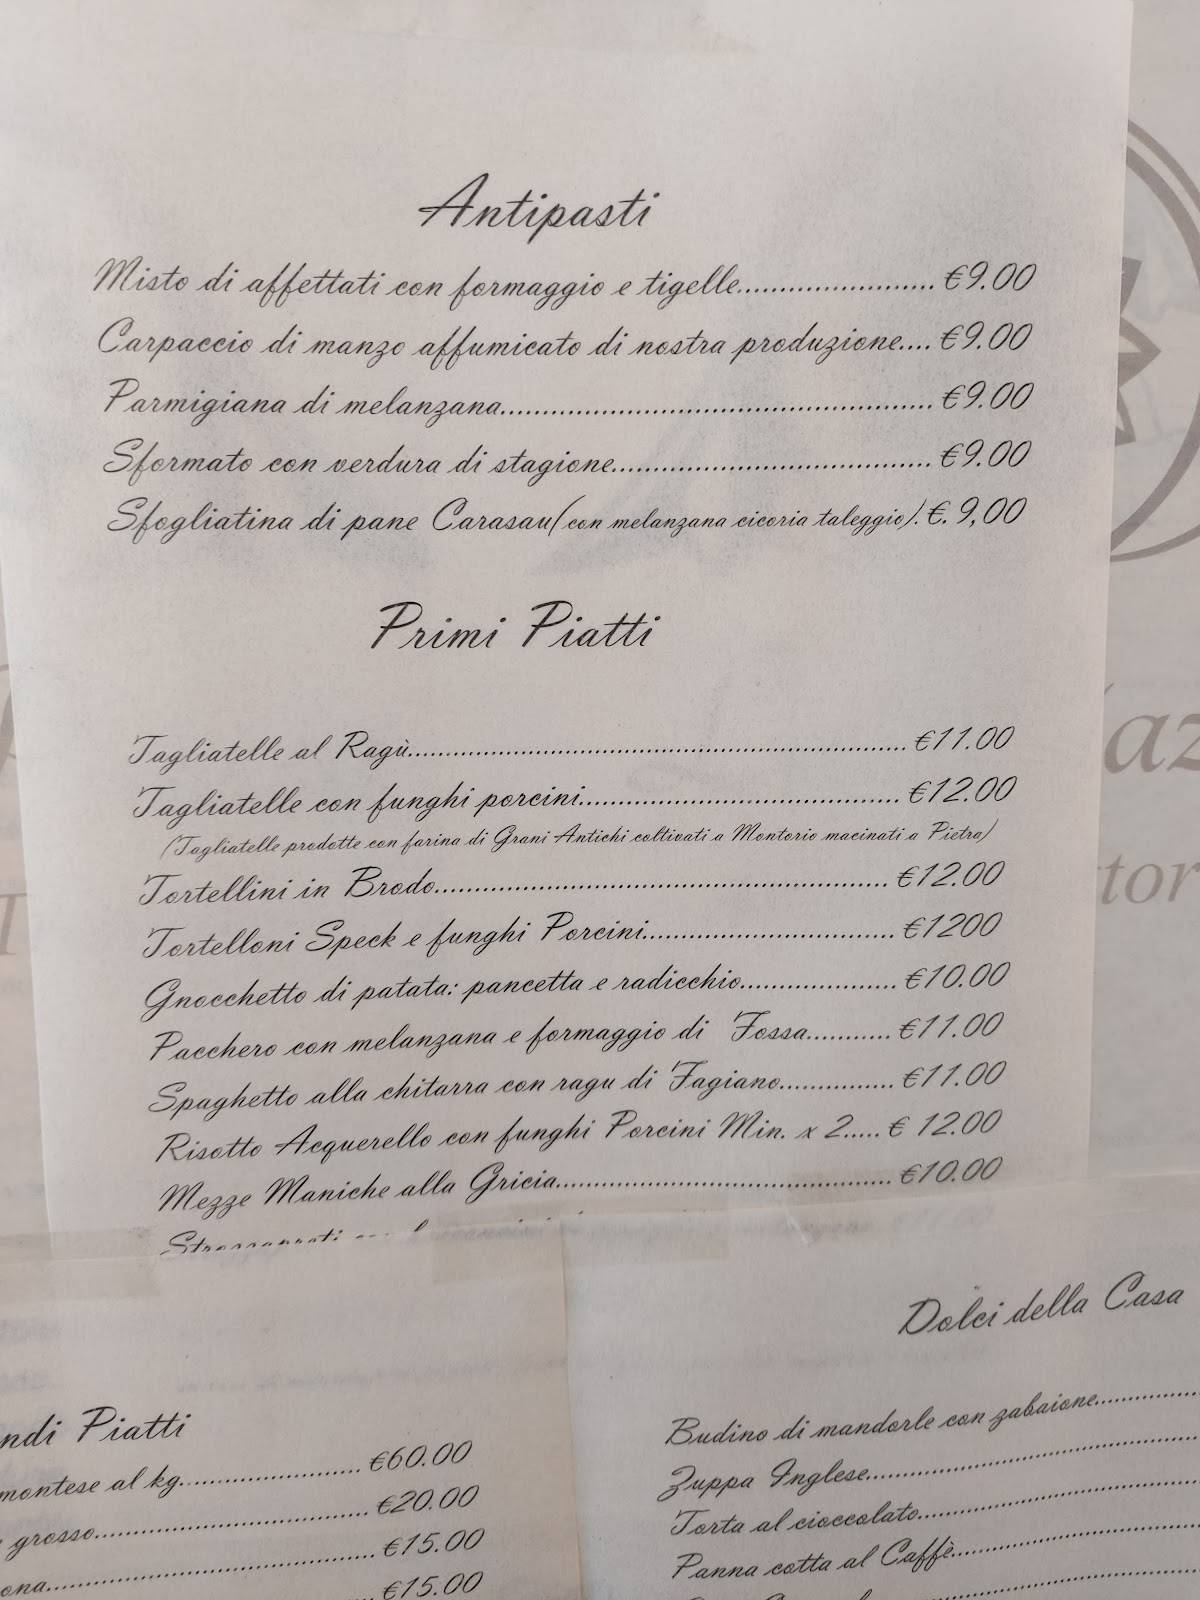 Antipasti
Misto di affettati con formaggio e tigelle....................... €9.00
Carpaccio di manzo affumicato di nostra produzione.... €9.00
Parmigiana di melanzana.................................................. €9.00
Sformato con verdura di stagione..................................... €9.00
Sfogliatina di pane Carasau(con melanzana cicoria taleggio). €. 9,00
Primi Piatti
Tagliatelle al Ragù................................................................ €11.00
Tagliatelle con funghi porcini......................................... €12.00
(Tagliatelle prodotte con farina di Grani Antichi coltivati a Montorio macinati a Pietra)
Tortellini in Brodo.......................................................... €12.00
Tortelloni Speck e funghi Porcini................................ €1200
Gnocchetto di patata: pancetta e radicchio.................... €10.00
Pacchero con melanzana e formaggio di Fossa........... €11.00
Spaghetto alla chitarra con ragu di Fagiano............... €11.00
Risotto Acquerello con funghi Porcini Min. x 2..... € 12.00
Mezze Maniche alla Gricia........................................... €10.00
ndi Piatti
montese al kg........................ €60.00
grosso.................................... €20.00
ona........................................... €15.00
€15.00
Dolci della Casa
Budino di mandorle con zabaione.............
Zuppa Inglese...........................................
Torta al cioccolato....................................
Panna cotta al Caffè.................................
az
tor